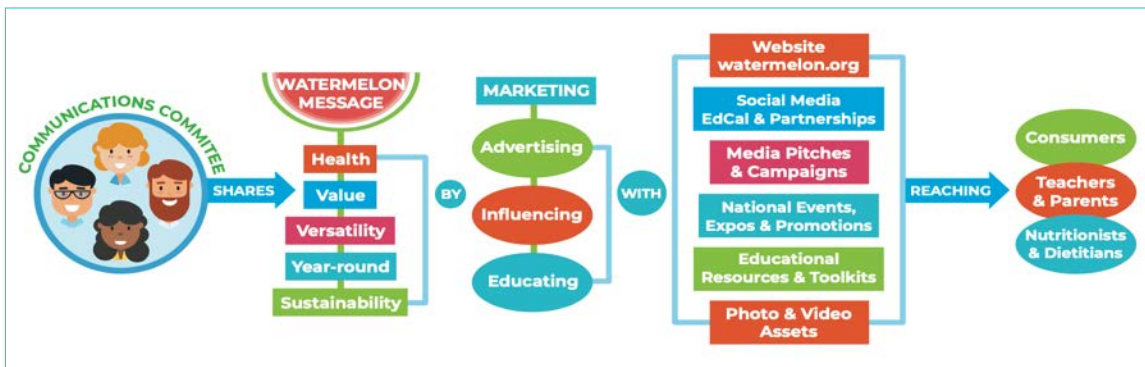 COMMUNICATIONS COMMITEE
SHARES
WATERMELON
MESSAGE
Health
Value
Versatility
Year-round
Sustainability
BY
MARKETING
Advertising
Influencing
Educating
WITH
Website
watermelon.org
Social Media
EdCal & Partnerships
Media Pitches
& Campaigns
National Events,
Expos & Promotions
Educational
Resources & Toolkits
Photo & Video
Assets
REACHING
Consumers
Teachers
& Parents
Nutritionists
& Dietitians